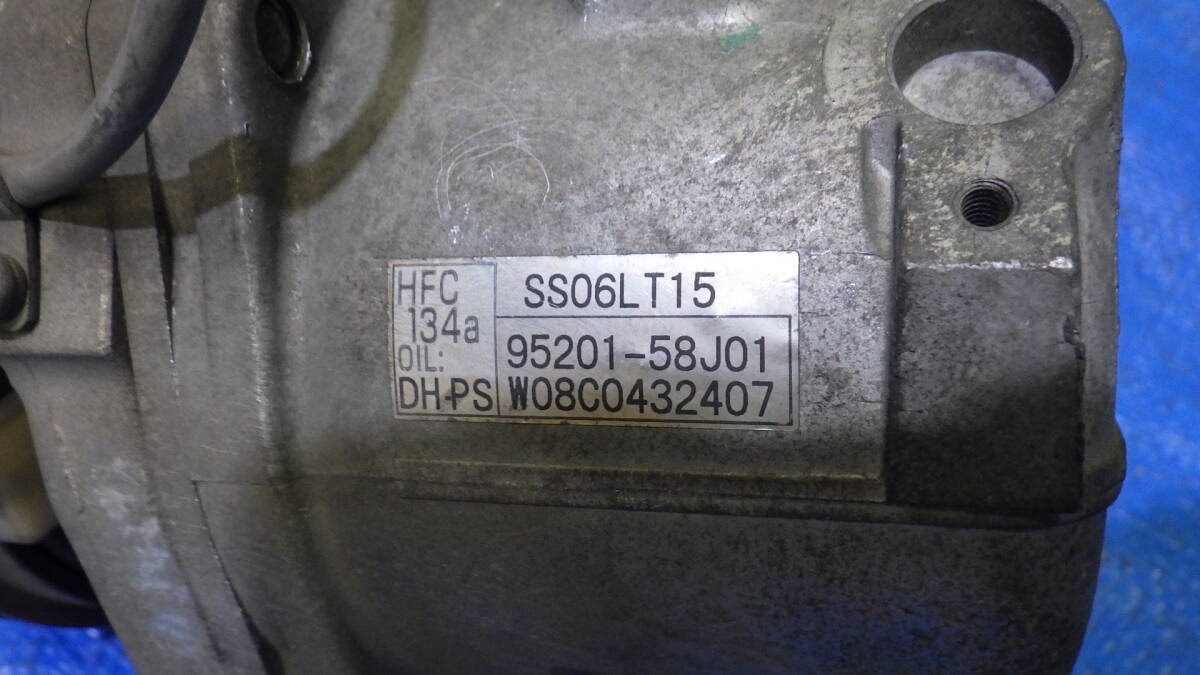 HFC
134a
OIL:
DH-PS
SS06LT15
95201-58J01
W08C0432407